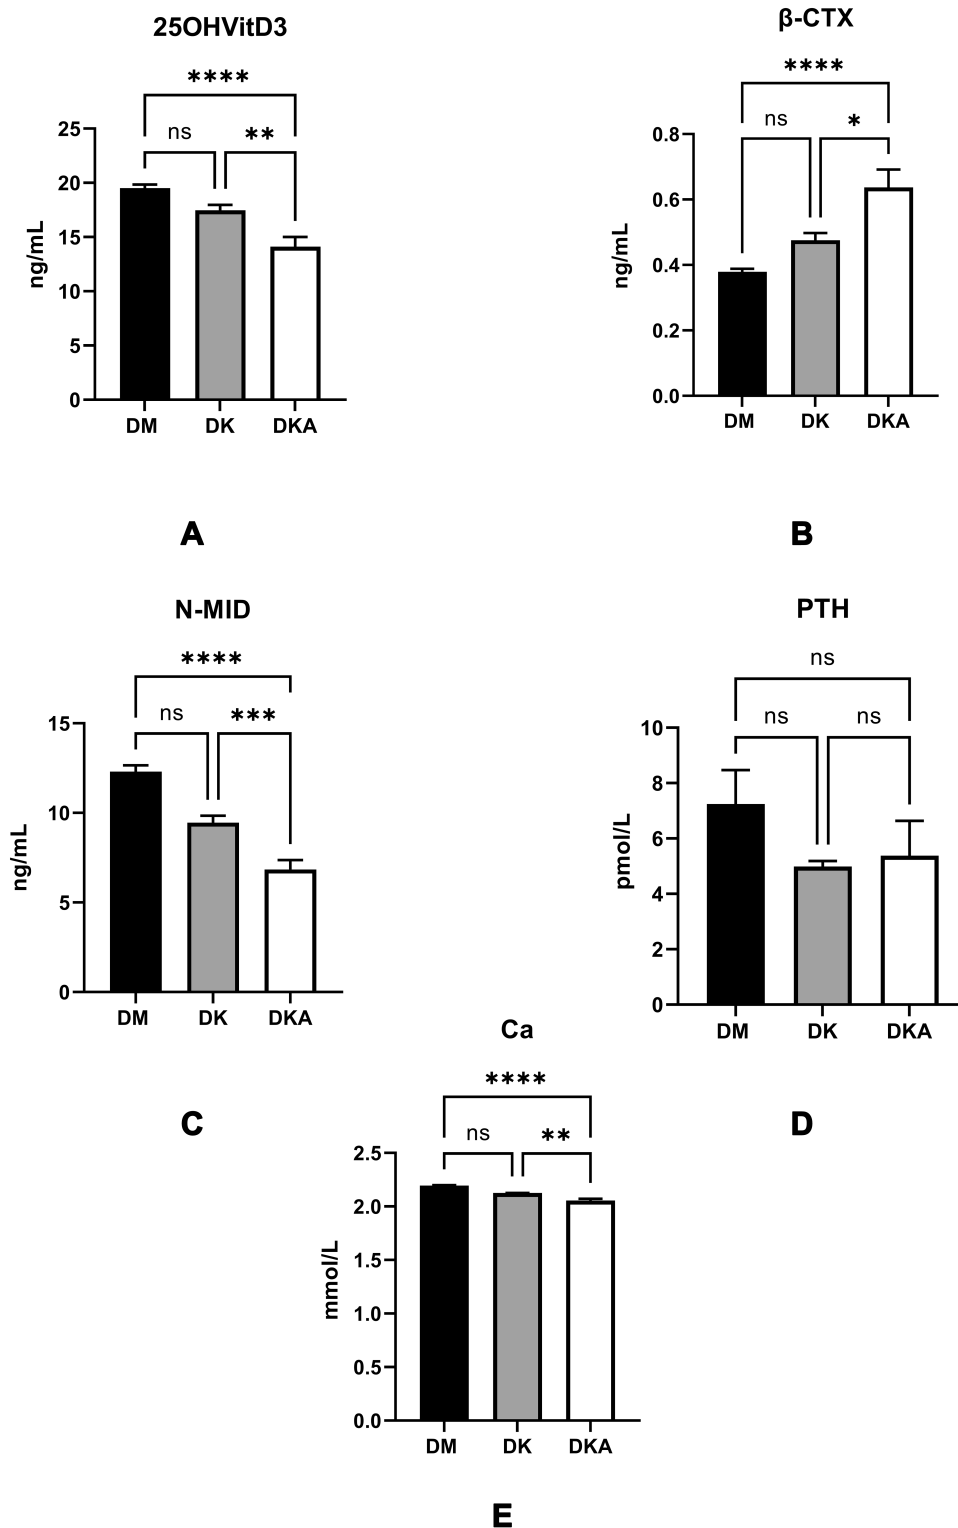 25OHVitD3
****
ns **
25
20
15
10
5
0
ng/mL
DM DK DKA
A
β-CTX
****
ns *
0.8
0.6
0.4
0.2
0.0
ng/mL
DM DK DKA
B
N-MID
****
ns ***
15
10
5
0
ng/mL
DM DK DKA
C
PTH
ns
ns ns
10
8
6
4
2
0
pmol/L
DM DK DKA
D
Ca
****
ns **
2.5
2.0
1.5
1.0
0.5
0.0
mmol/L
DM DK DKA
E